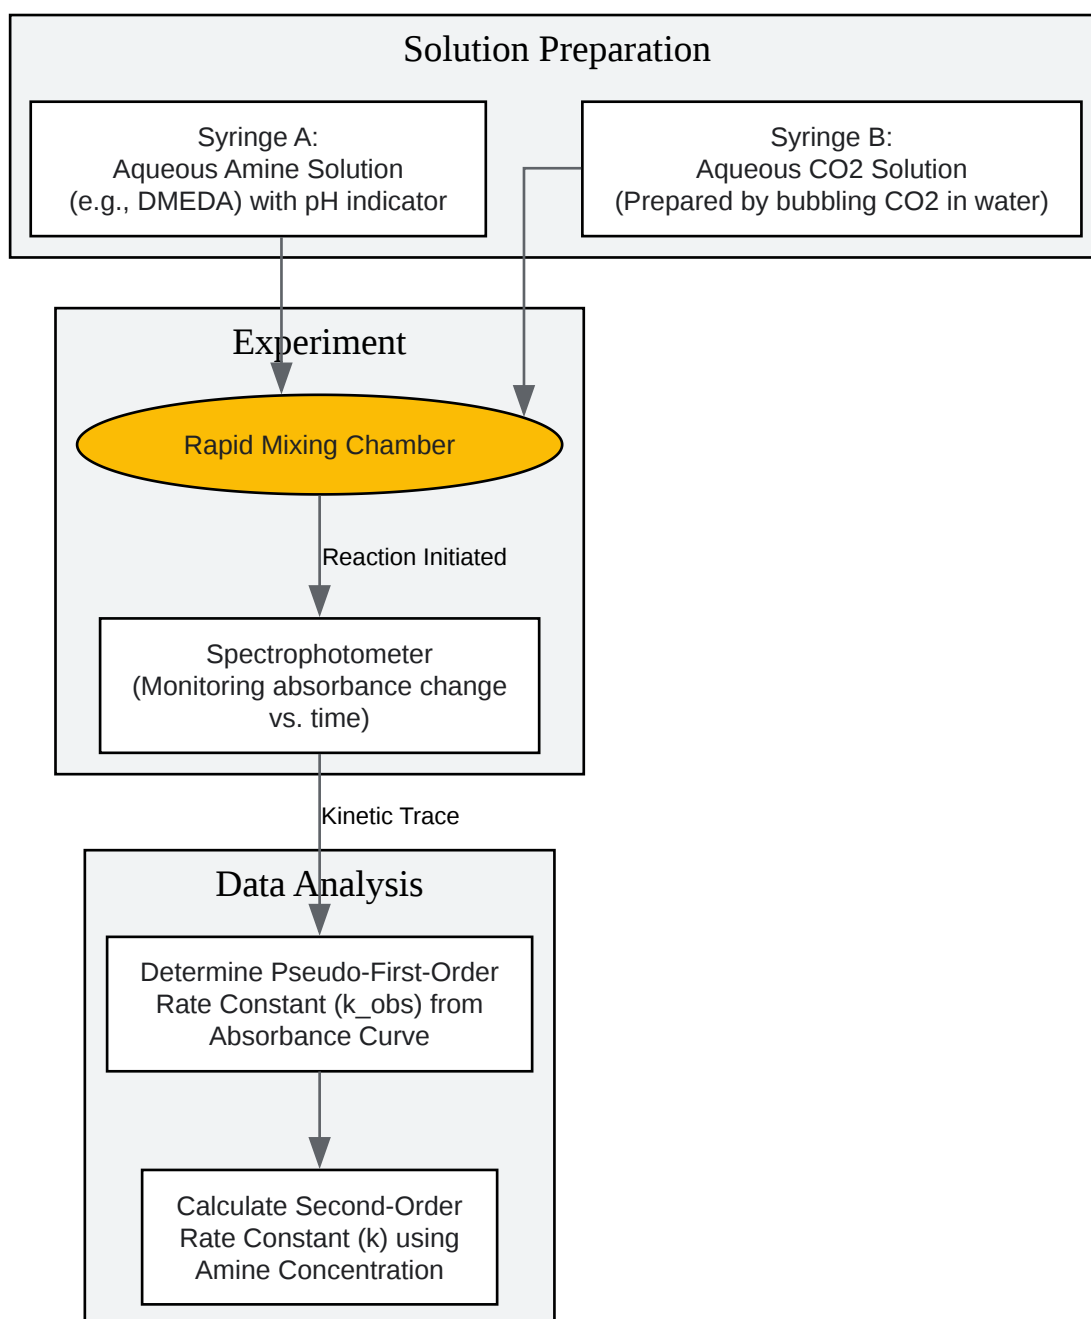 Solution Preparation
Syringe A:
Aqueous Amine Solution
(e.g., DMEDA) with pH indicator
Syringe B:
Aqueous CO2 Solution
(Prepared by bubbling CO2 in water)
Experiment
Rapid Mixing Chamber
Reaction Initiated
Spectrophotometer
(Monitoring absorbance change
vs. time)
Kinetic Trace
Data Analysis
Determine Pseudo-First-Order
Rate Constant (k_obs) from
Absorbance Curve
Calculate Second-Order
Rate Constant (k) using
Amine Concentration